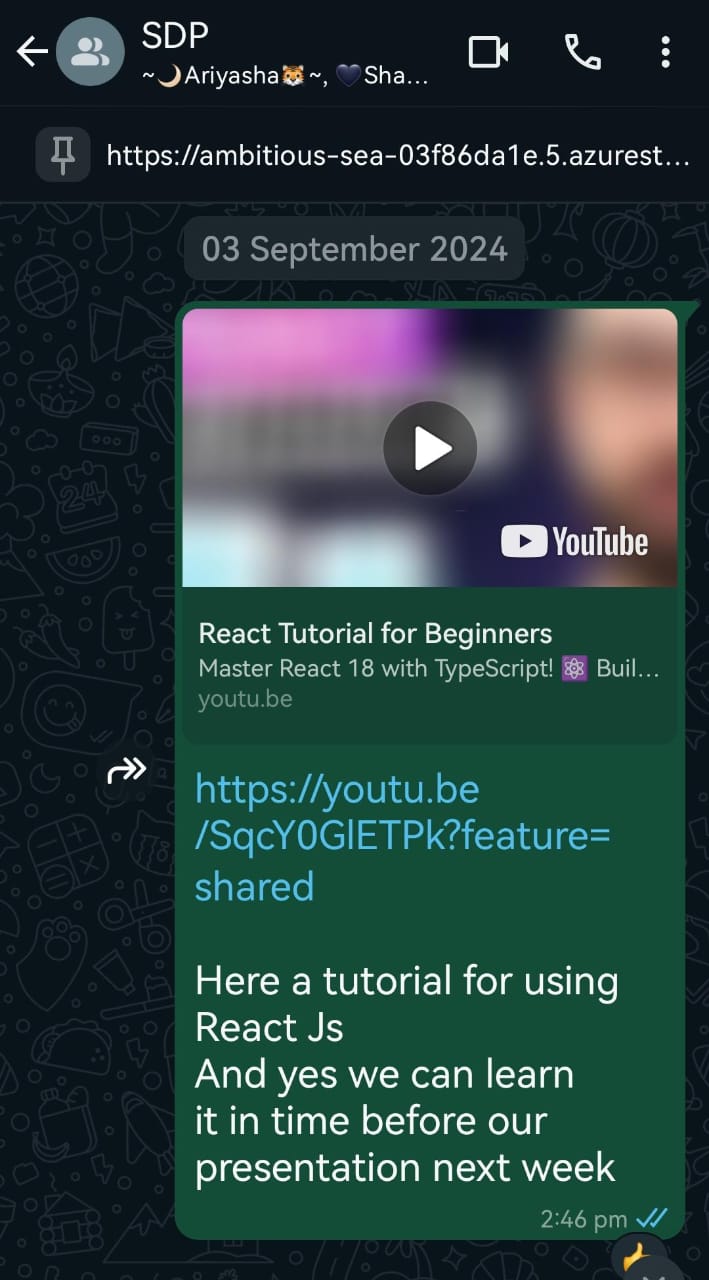 SDP
~🌙Ariyasha🐯~, 🖤Sha...
https://ambitious-sea-03f86da1e.5.azurest...
03 September 2024
YouTube
React Tutorial for Beginners
Master React 18 with TypeScript! ⚛️ Buil...
youtu.be
https://youtu.be
/SqcY0GlETPk?feature=
shared
Here a tutorial for using
React Js
And yes we can learn
it in time before our
presentation next week
2:46 pm